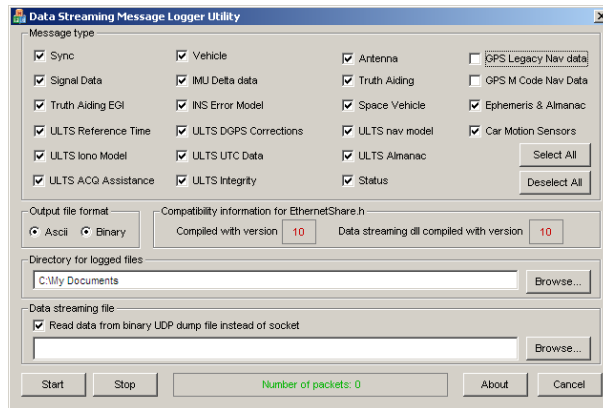 Data Streaming Message Logger Utility
Message type
Sync Vehicle Antenna GPS Legacy Nav data
Signal Data IMU Delta data Truth Aiding GPS M Code Nav Data
Truth Aiding EGI INS Error Model Space Vehicle Ephemeris & Almanac
ULTS Reference Time ULTS DGPS Corrections ULTS nav model Car Motion Sensors
ULTS Iono Model ULTS UTC Data ULTS Almanac Select All
ULTS ACQ Assistance ULTS Integrity Status Deselect All
Output file format Compatibility information for EthernetShare.h
Ascii Binary Compiled with version 10 Data streaming dll compiled with version 10
Directory for logged files
C:\My Documents Browse...
Data streaming file
Read data from binary UDP dump file instead of socket
Browse...
Start Stop Number of packets: 0 About Cancel